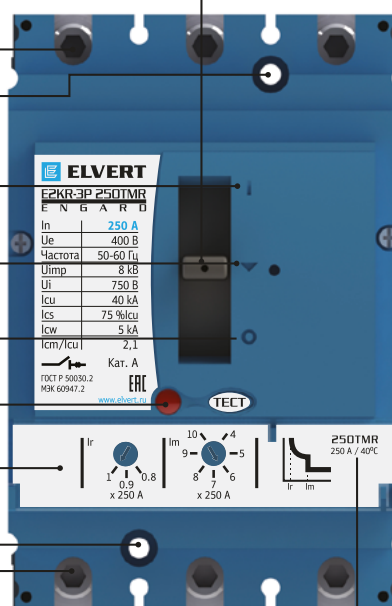 ELVERT
E2KR-3P 250TMR
ENGARD
In 250 A
Ue 400 В
Частота 50-60 Гц
Uimp 8 kB
Ui 750 В
Icu 40 kA
Ics 75 %Icu
Icw 5 kA
Icm/Icu 2,1
Кат. А
ГОСТ Р 50030.2
МЭК 60947.2
EAC
www.elvert.ru
I
O
ТЕСТ
Ir
1 0.9 0.8
x 250 A
Im
10 4
9 5
8 7 6
x 250 A
Ir Im
250TMR
250 A / 40ºC